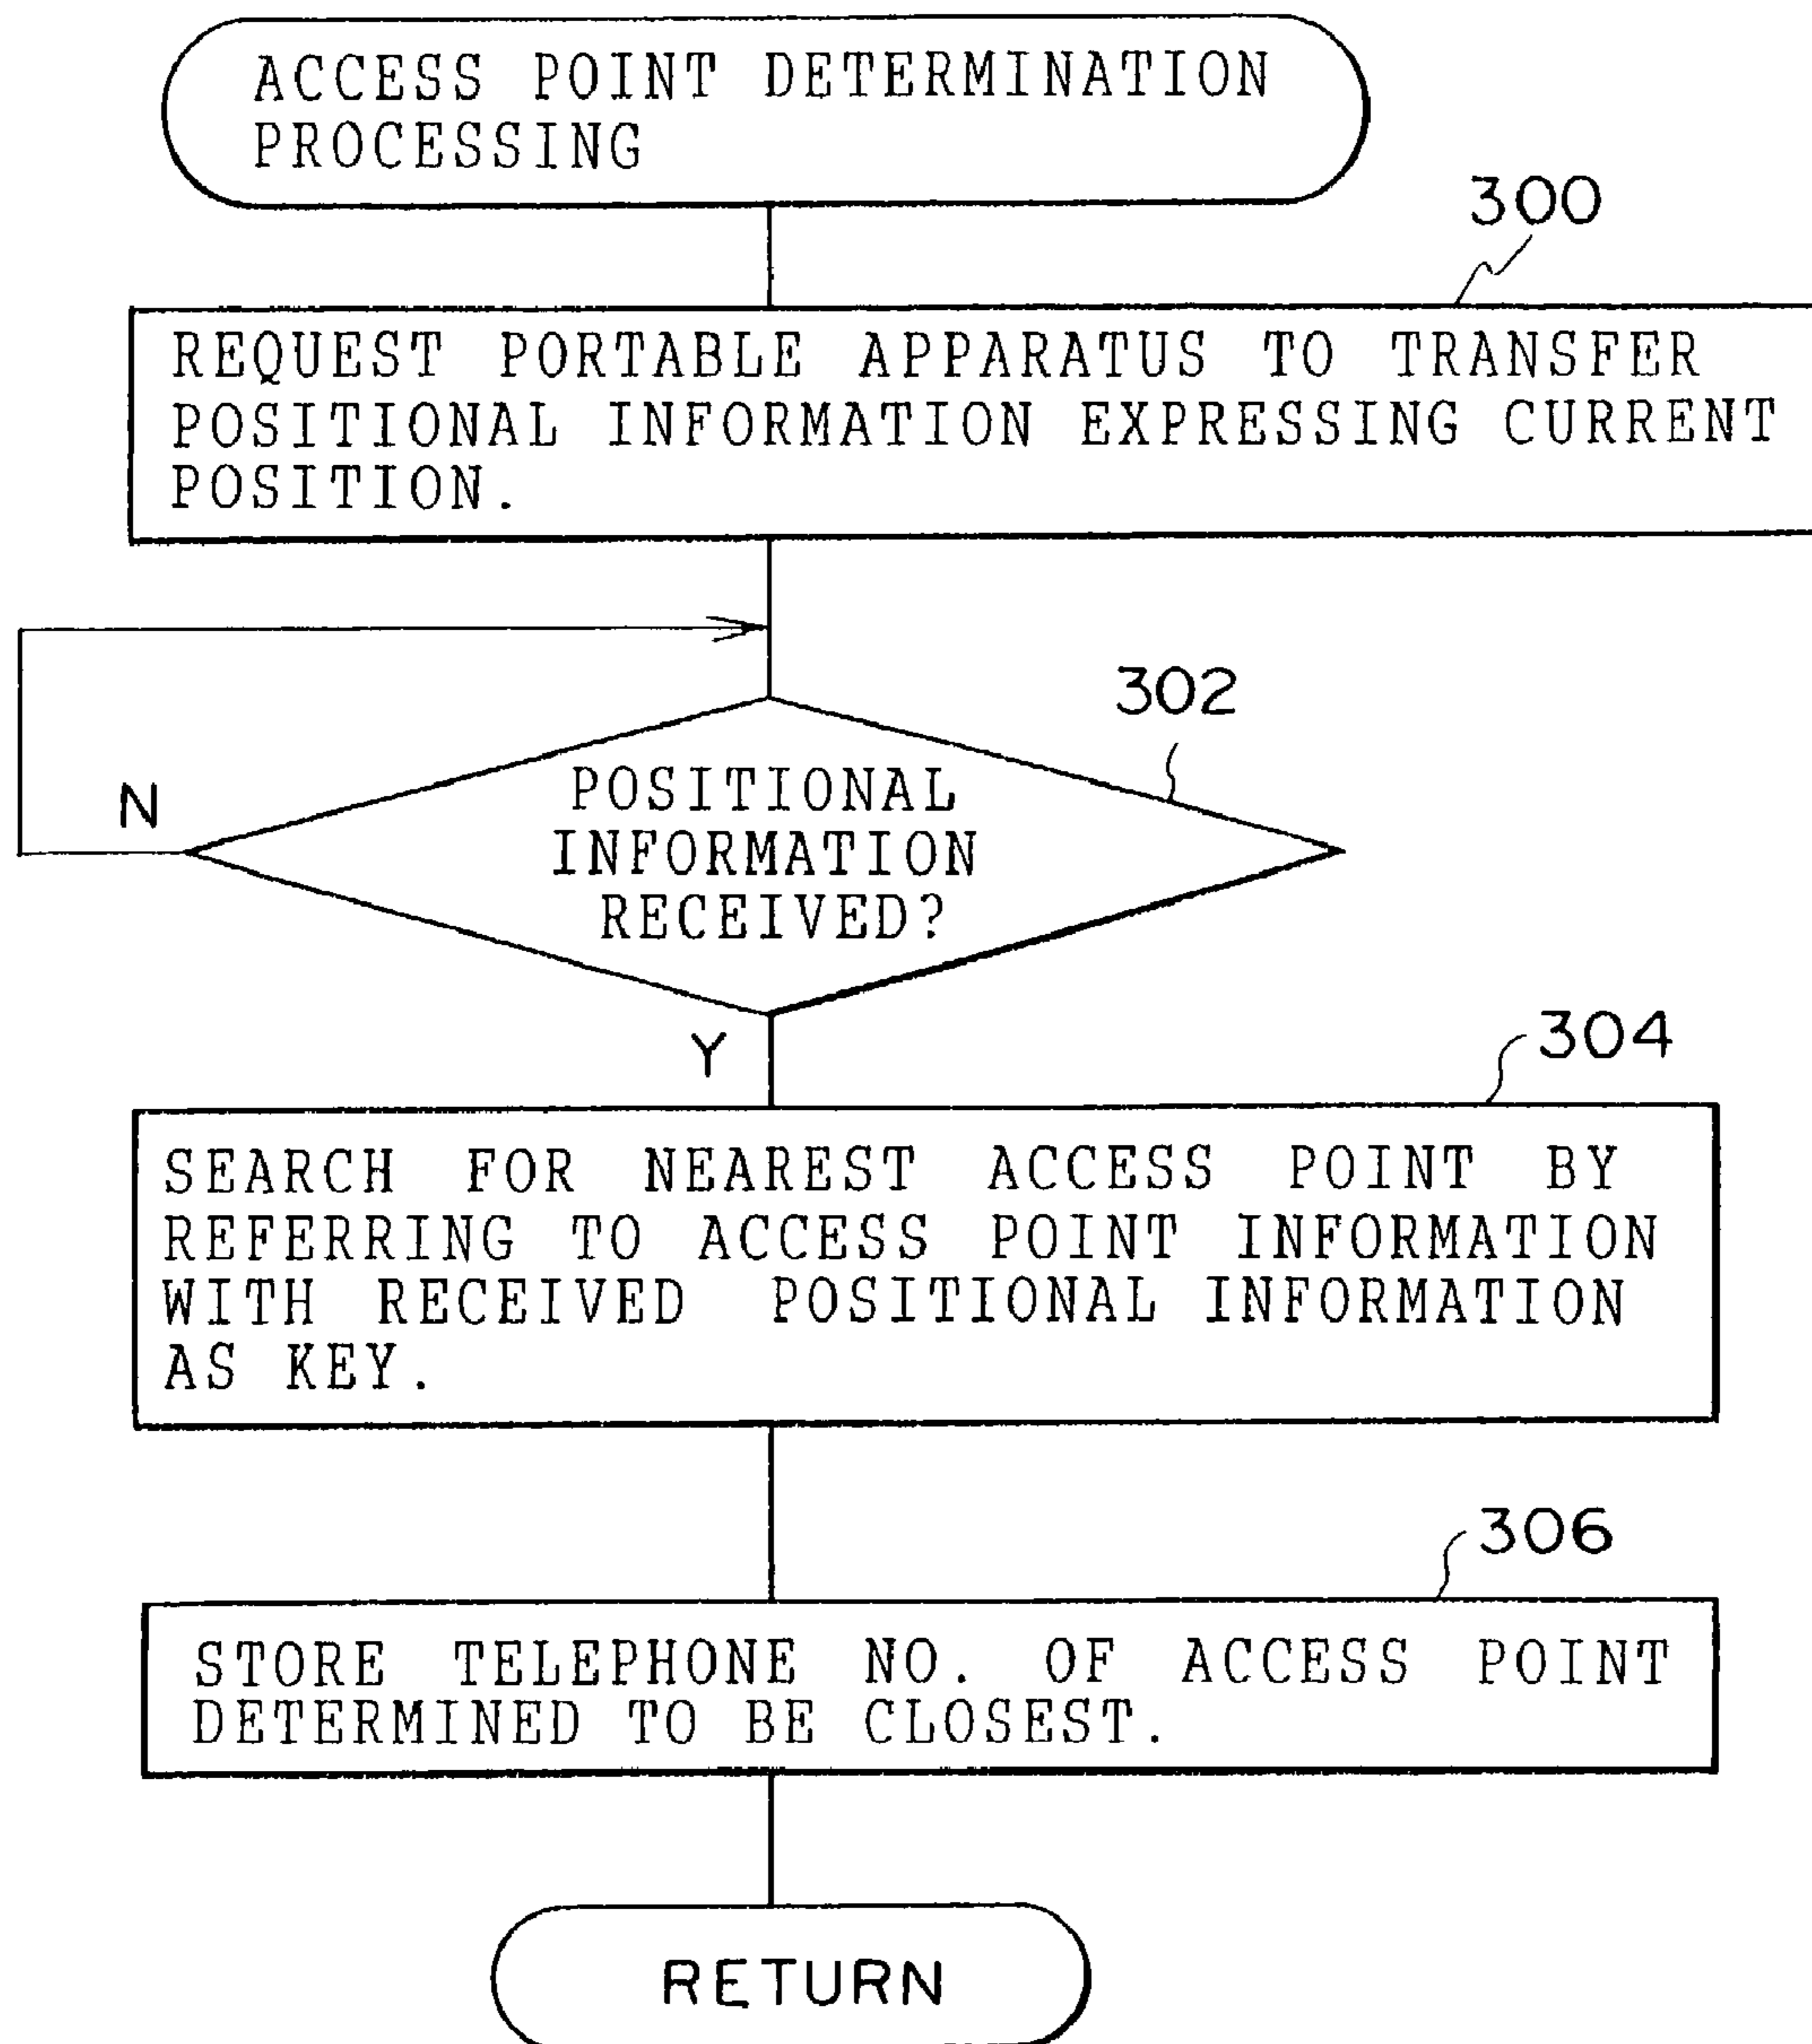 ACCESS POINT DETERMINATION
PROCESSING
300
REQUEST PORTABLE APPARATUS TO TRANSFER
POSITIONAL INFORMATION EXPRESSING CURRENT
POSITION.
302
N
POSITIONAL
INFORMATION
RECEIVED?
Y
304
SEARCH FOR NEAREST ACCESS POINT BY
REFERRING TO ACCESS POINT INFORMATION
WITH RECEIVED POSITIONAL INFORMATION
AS KEY.
306
STORE TELEPHONE NO. OF ACCESS POINT
DETERMINED TO BE CLOSEST.
RETURN